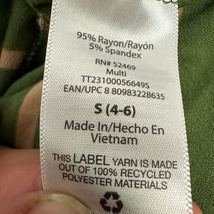 95% Rayon/Rayón
5% Spandex
RN# 52469
Multi
TT23100056649S
EAN/UPC 8 80983228635
S (4-6)
Made In/Hecho En
Vietnam
THIS LABEL YARN IS MADE
OUT OF 100% RECYCLED
POLYESTER MATERIALS